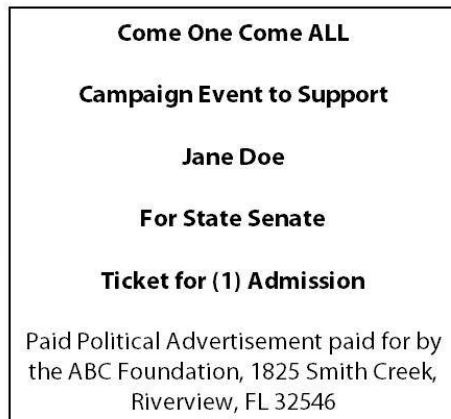 Come One Come ALL
Campaign Event to Support
Jane Doe
For State Senate
Ticket for (1) Admission
Paid Political Advertisement paid for by
the ABC Foundation, 1825 Smith Creek,
Riverview, FL 32546